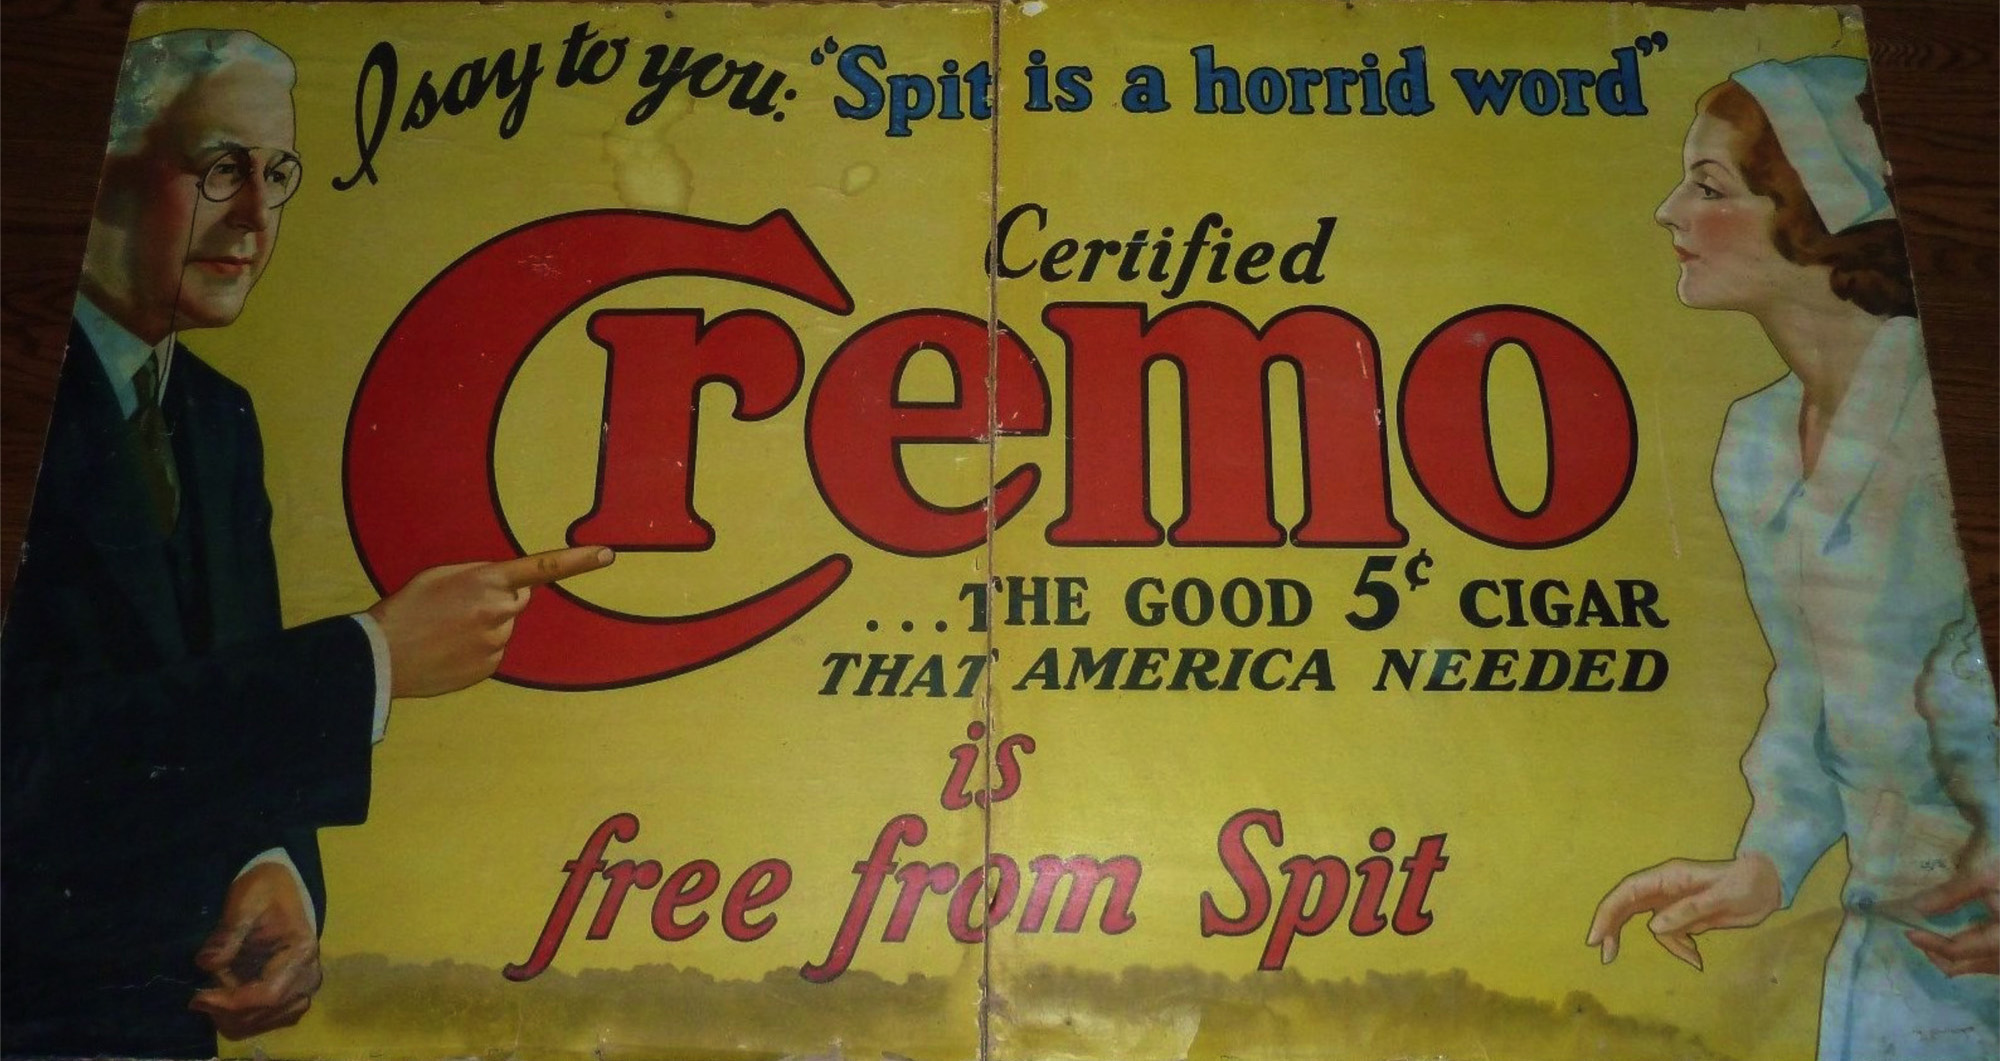 I say to you: "Spit is a horrid word"
Certified
Cremo
...THE GOOD 5¢ CIGAR
THAT AMERICA NEEDED
is
free from Spit